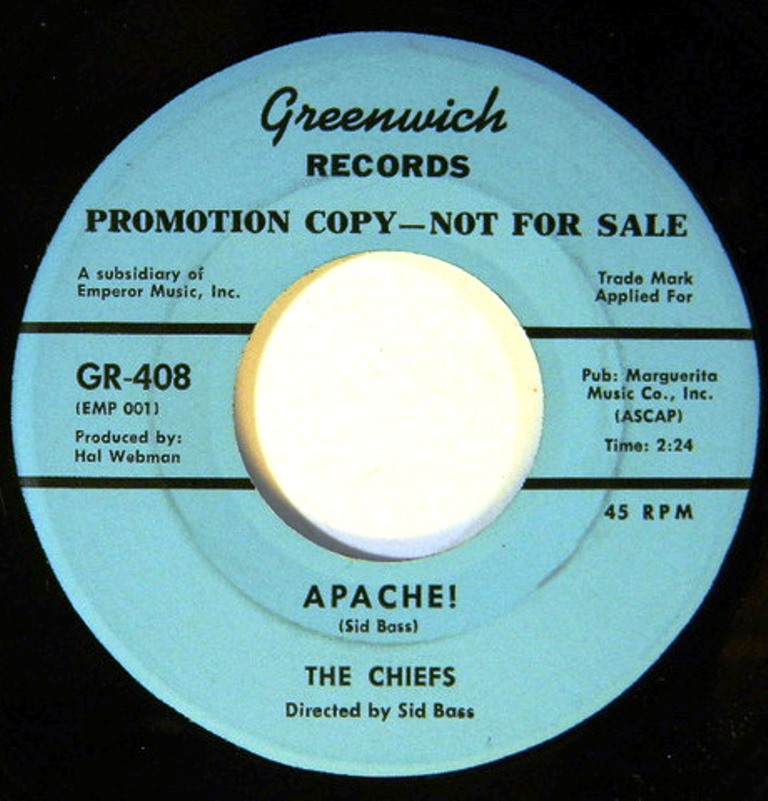 Greenwich
RECORDS
PROMOTION COPY—NOT FOR SALE
A subsidiary of
Emperor Music, Inc.
Trade Mark
Applied For
GR-408
(EMP 001)
Produced by:
Hal Webman
Pub: Marguerita
Music Co., Inc.
(ASCAP)
Time: 2:24
45 RPM
APACHE!
(Sid Bass)
THE CHIEFS
Directed by Sid Bass